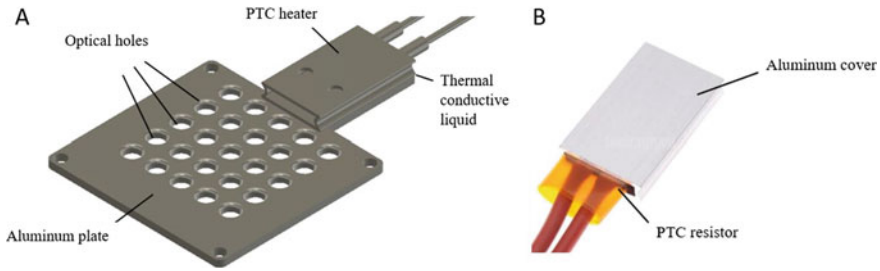 A
PTC heater
Optical holes
Thermal
conductive
liquid
Aluminum plate
B
Aluminum cover
PTC resistor